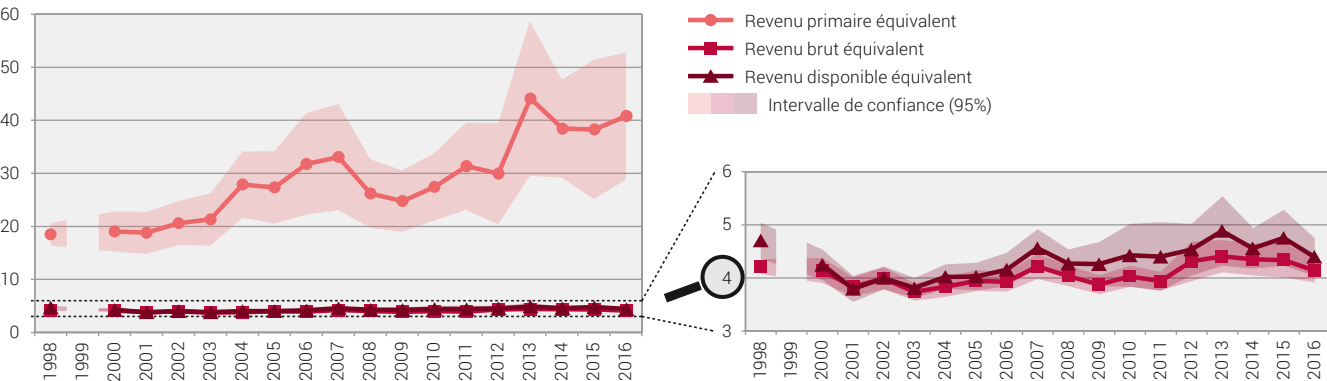 60
50
40
30
20
10
0
1998 1999 2000 2001 2002 2003 2004 2005 2006 2007 2008 2009 2010 2011 2012 2013 2014 2015 2016
Revenu primaire équivalent
Revenu brut équivalent
Revenu disponible équivalent
Intervalle de confiance (95%)
6
5
4
3
1998 1999 2000 2001 2002 2003 2004 2005 2006 2007 2008 2009 2010 2011 2012 2013 2014 2015 2016